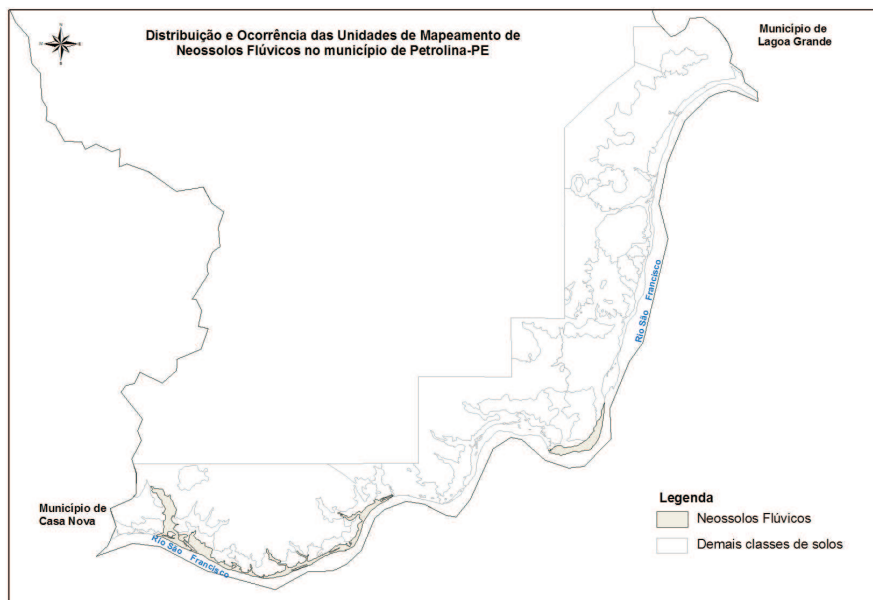 Distribuição e Ocorrência das Unidades de Mapeamento de
Neossolos Flúvicos no município de Petrolina-PE
Município de
Lagoa Grande
Rio São Francisco
Município de
Casa Nova
Rio São Francisco
Legenda
Neossolos Flúvicos
Demais classes de solos